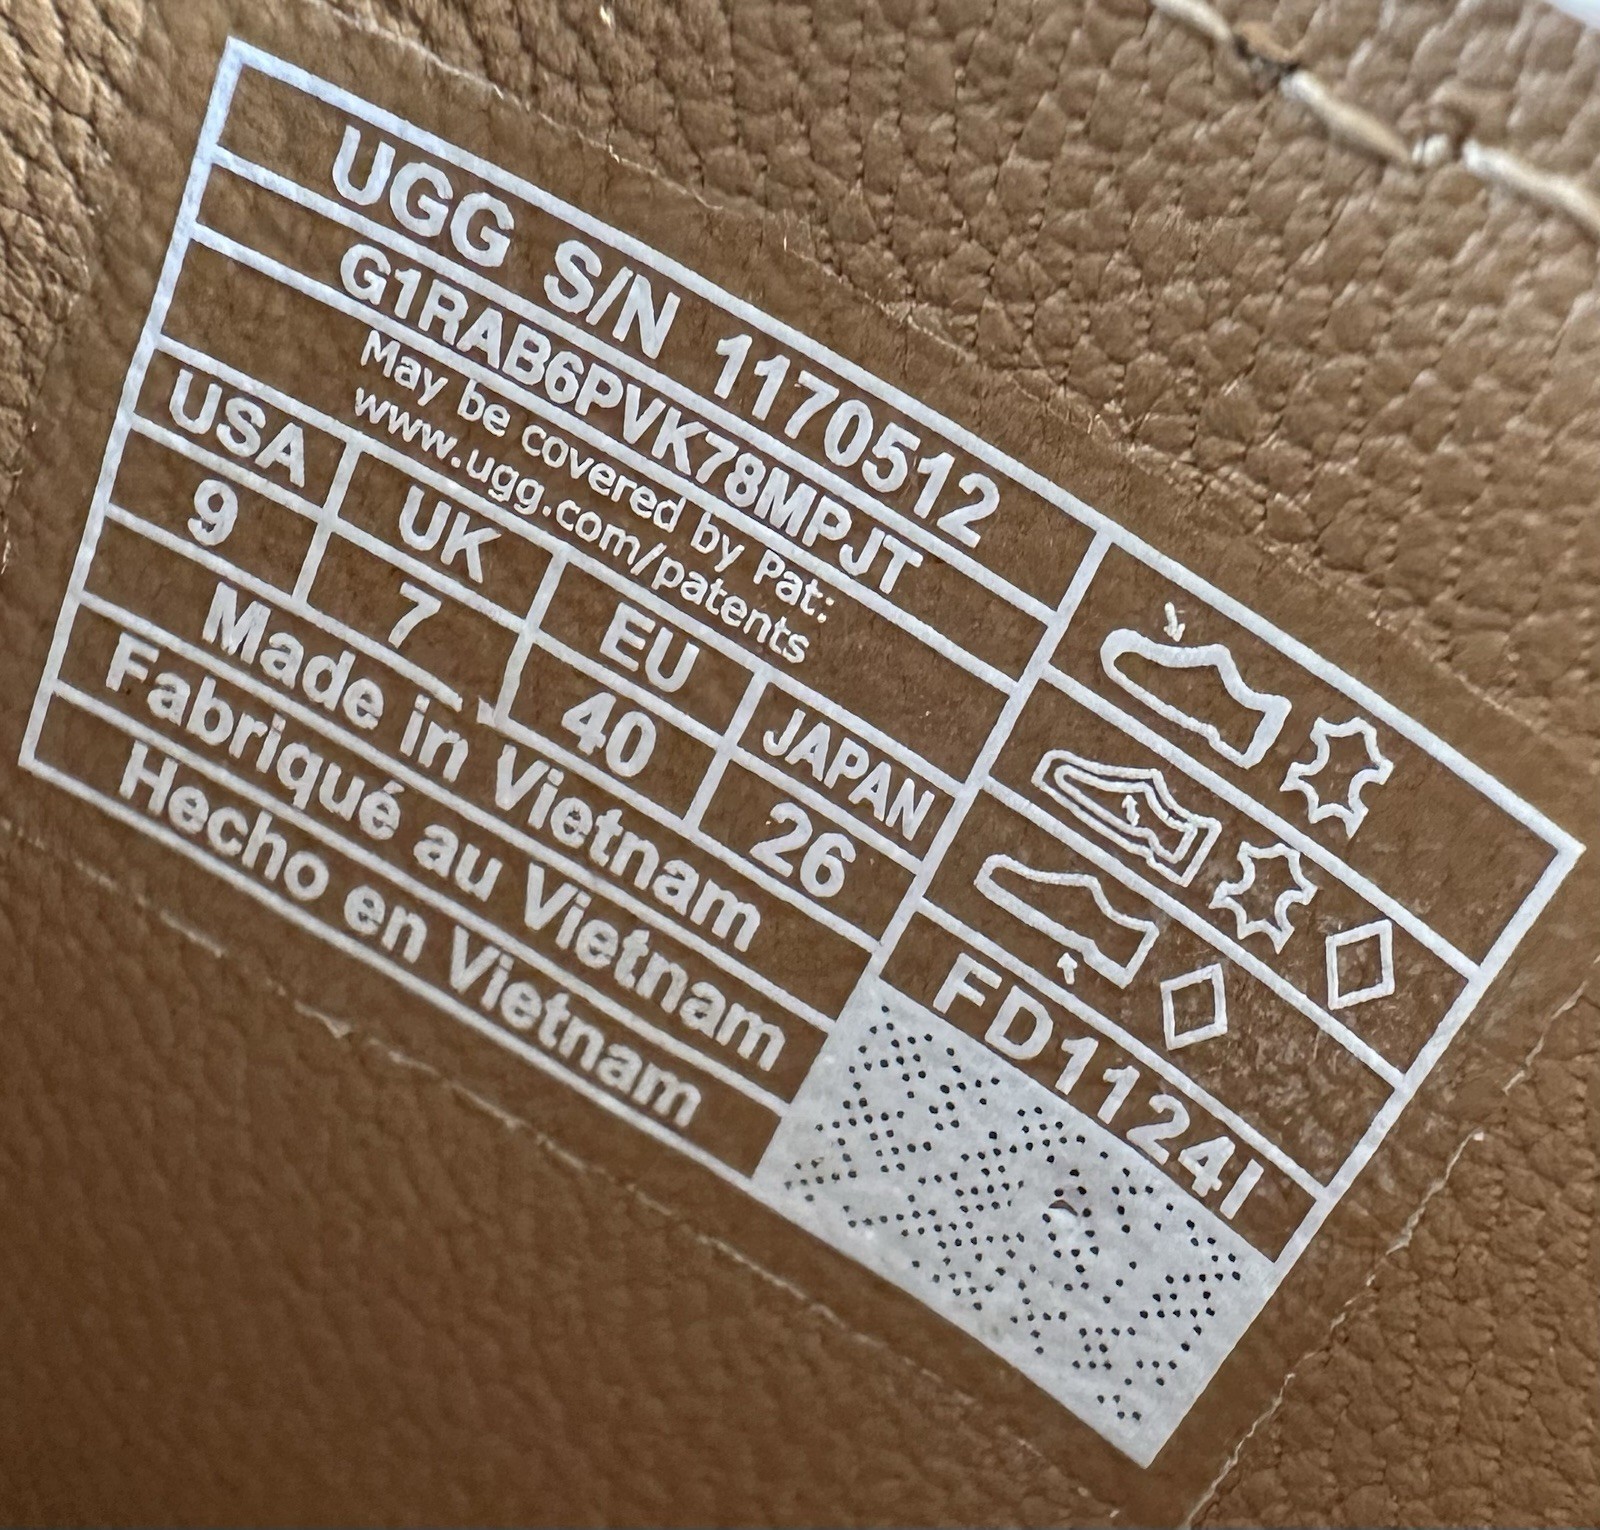 UGG S/N 1170512
G1RAB6PVK78MPJT
May be covered by Pat:
www.ugg.com/patents
USA UK EU JAPAN
9 7 40 26
Made in Vietnam
Fabriqué au Vietnam
Hecho en Vietnam
FD1124I